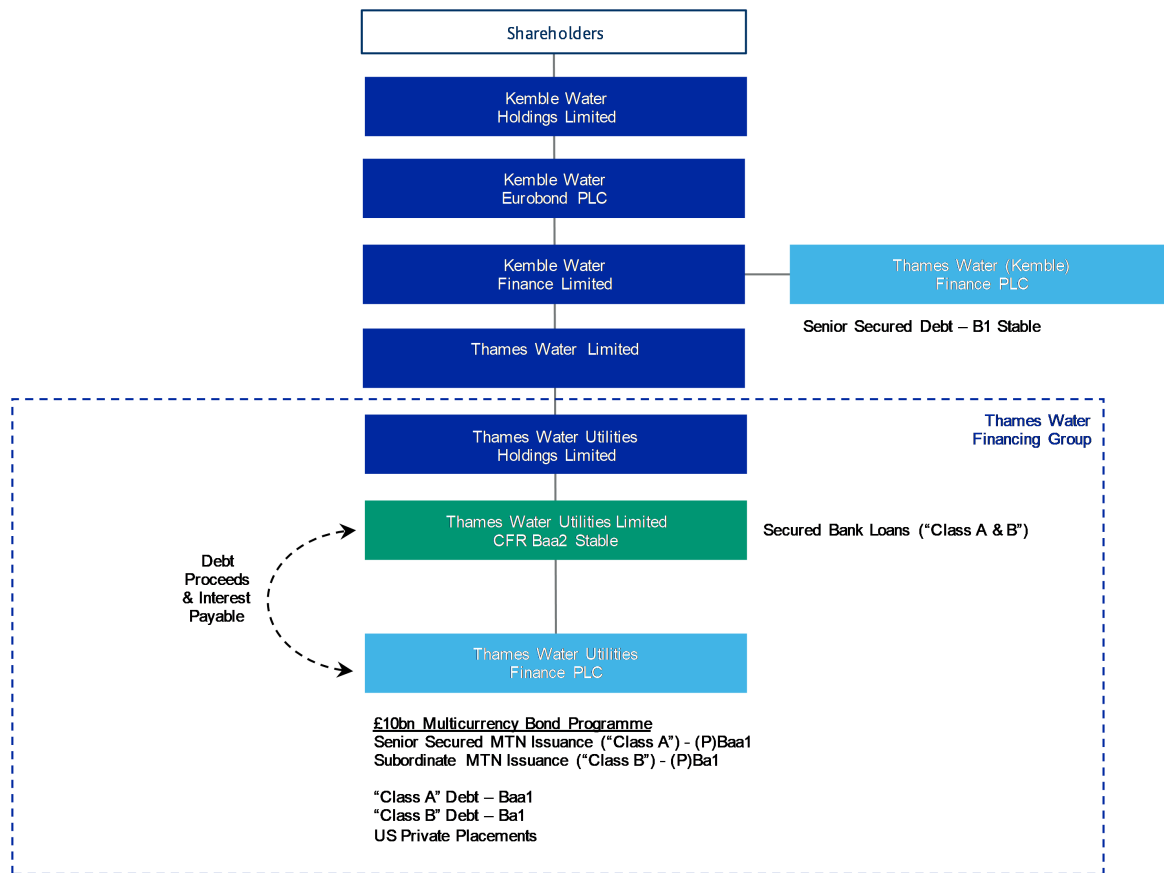 Shareholders
Kemble Water
Holdings Limited
Kemble Water
Eurobond PLC
Kemble Water
Finance Limited
Thames Water (Kemble)
Finance PLC
Senior Secured Debt – B1 Stable
Thames Water Limited
Thames Water
Financing Group
Thames Water Utilities
Holdings Limited
Thames Water Utilities Limited
CFR Baa2 Stable
Secured Bank Loans (“Class A & B”)
Debt
Proceeds
& Interest
Payable
Thames Water Utilities
Finance PLC
£10bn Multicurrency Bond Programme
Senior Secured MTN Issuance (“Class A”) - (P)Baa1
Subordinate MTN Issuance (“Class B”) - (P)Ba1
“Class A” Debt – Baa1
“Class B” Debt – Ba1
US Private Placements